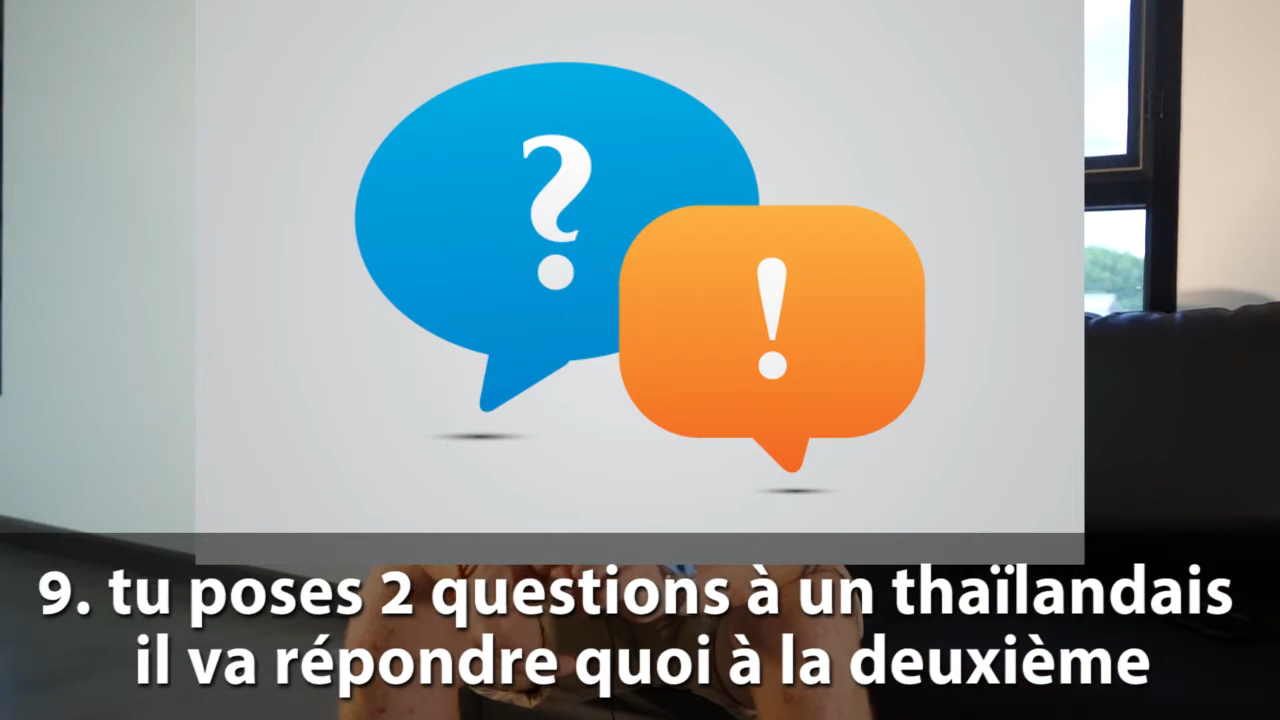 ?
!
9. tu poses 2 questions à un thaïlandais
il va répondre quoi à la deuxième